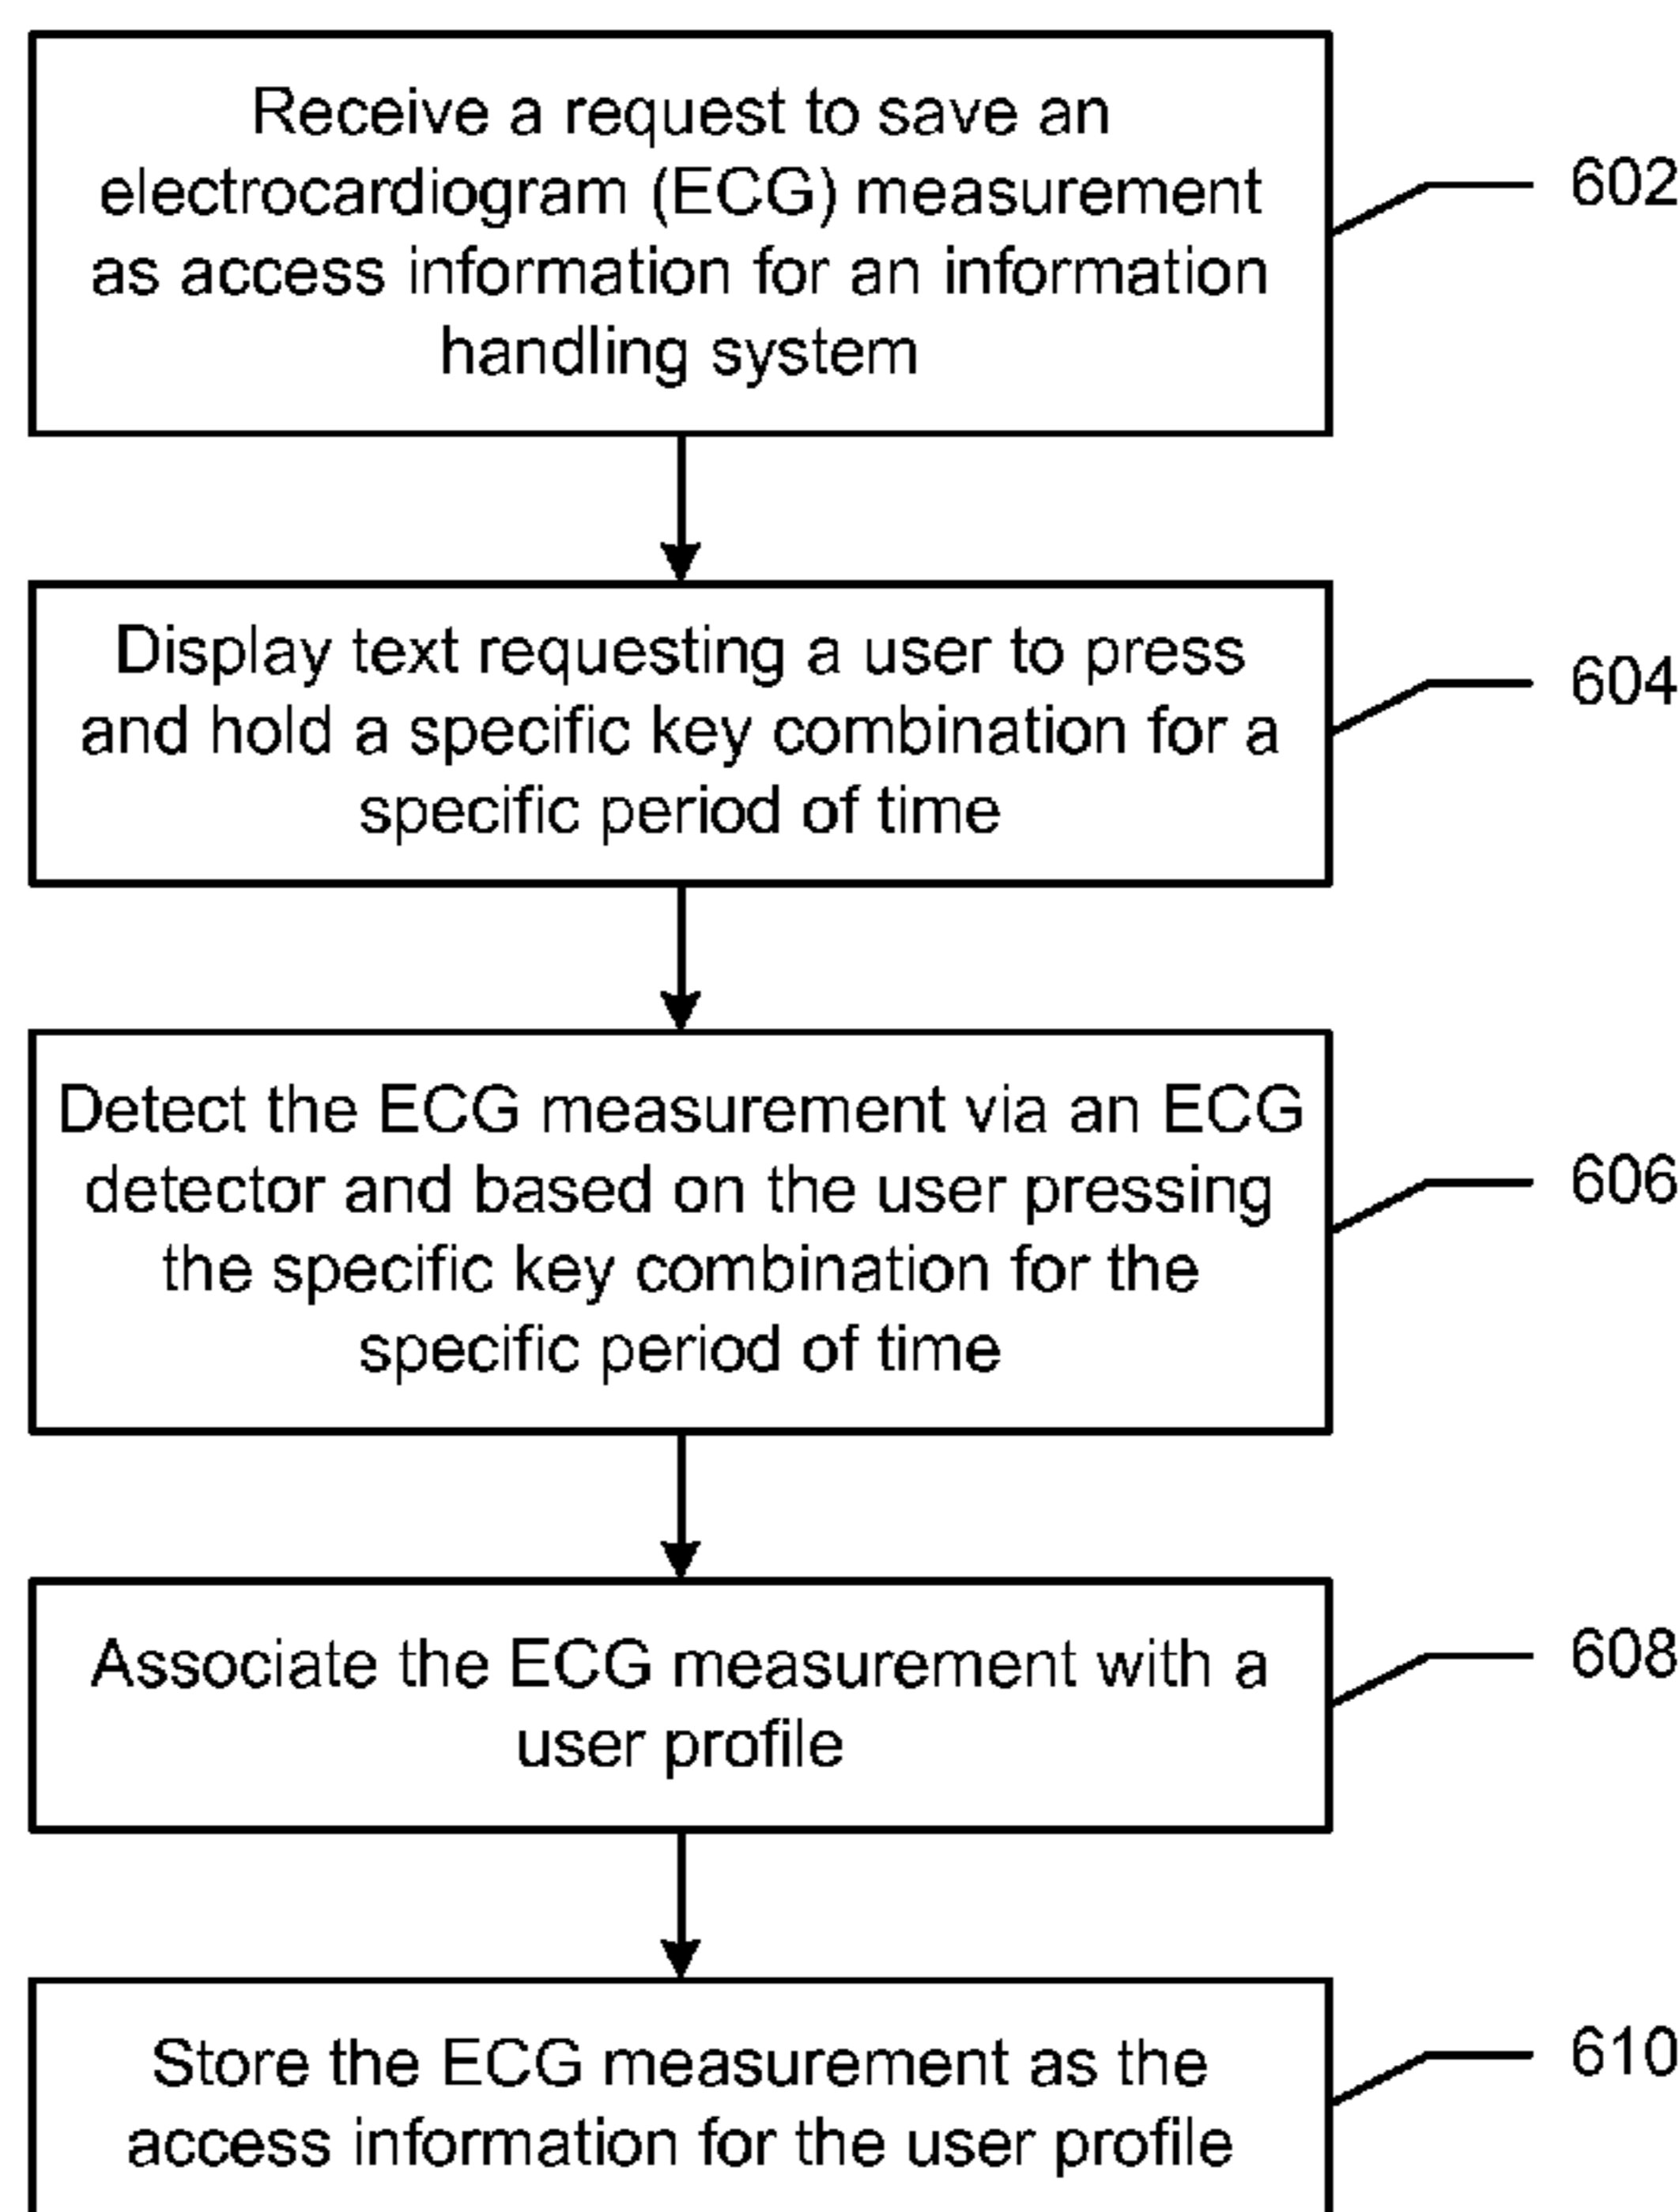 Receive a request to save an
electrocardiogram (ECG) measurement
as access information for an information
handling system
602
Display text requesting a user to press
and hold a specific key combination for a
specific period of time
604
Detect the ECG measurement via an ECG
detector and based on the user pressing
the specific key combination for the
specific period of time
606
Associate the ECG measurement with a
user profile
608
Store the ECG measurement as the
access information for the user profile
610